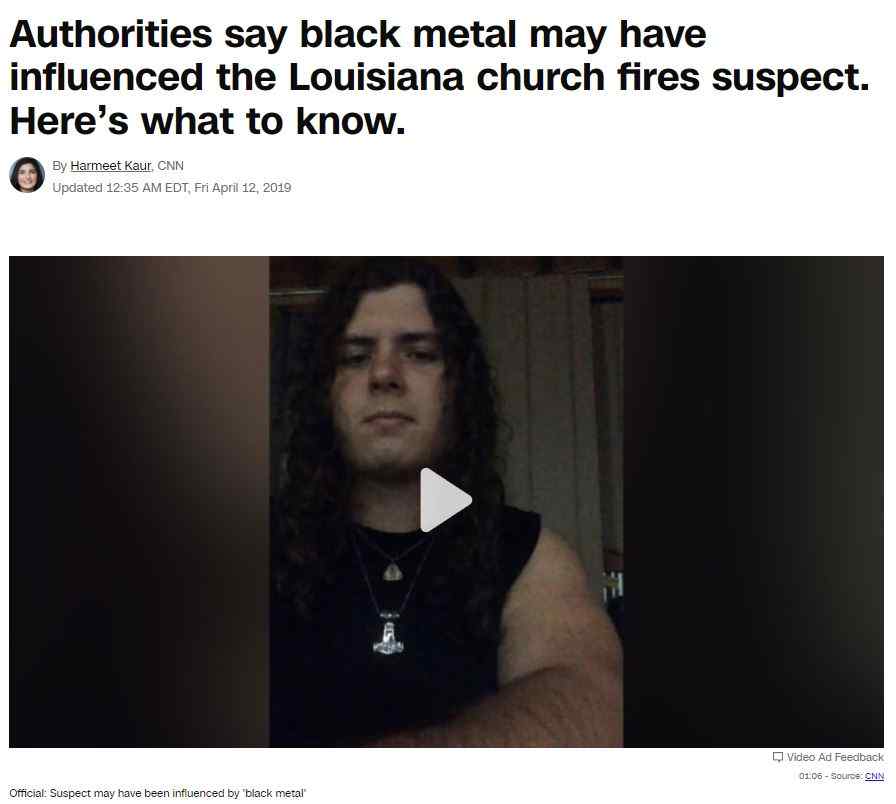 Authorities say black metal may have
influenced the Louisiana church fires suspect.
Here’s what to know.
By Harmeet Kaur, CNN
Updated 12:35 AM EDT, Fri April 12, 2019
Video Ad Feedback
01:06 - Source: CNN
Official: Suspect may have been influenced by 'black metal'